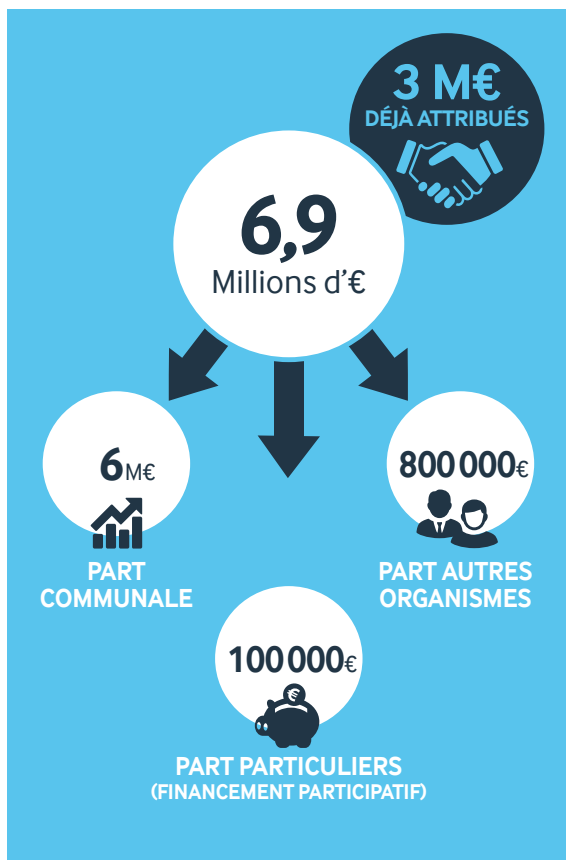 3 M€
DÉJÀ ATTRIBUÉS
6,9
Millions d'€
6M€
PART
COMMUNALE
800 000€
PART AUTRES
ORGANISMES
100 000€
€
PART PARTICULIERS
(FINANCEMENT PARTICIPATIF)